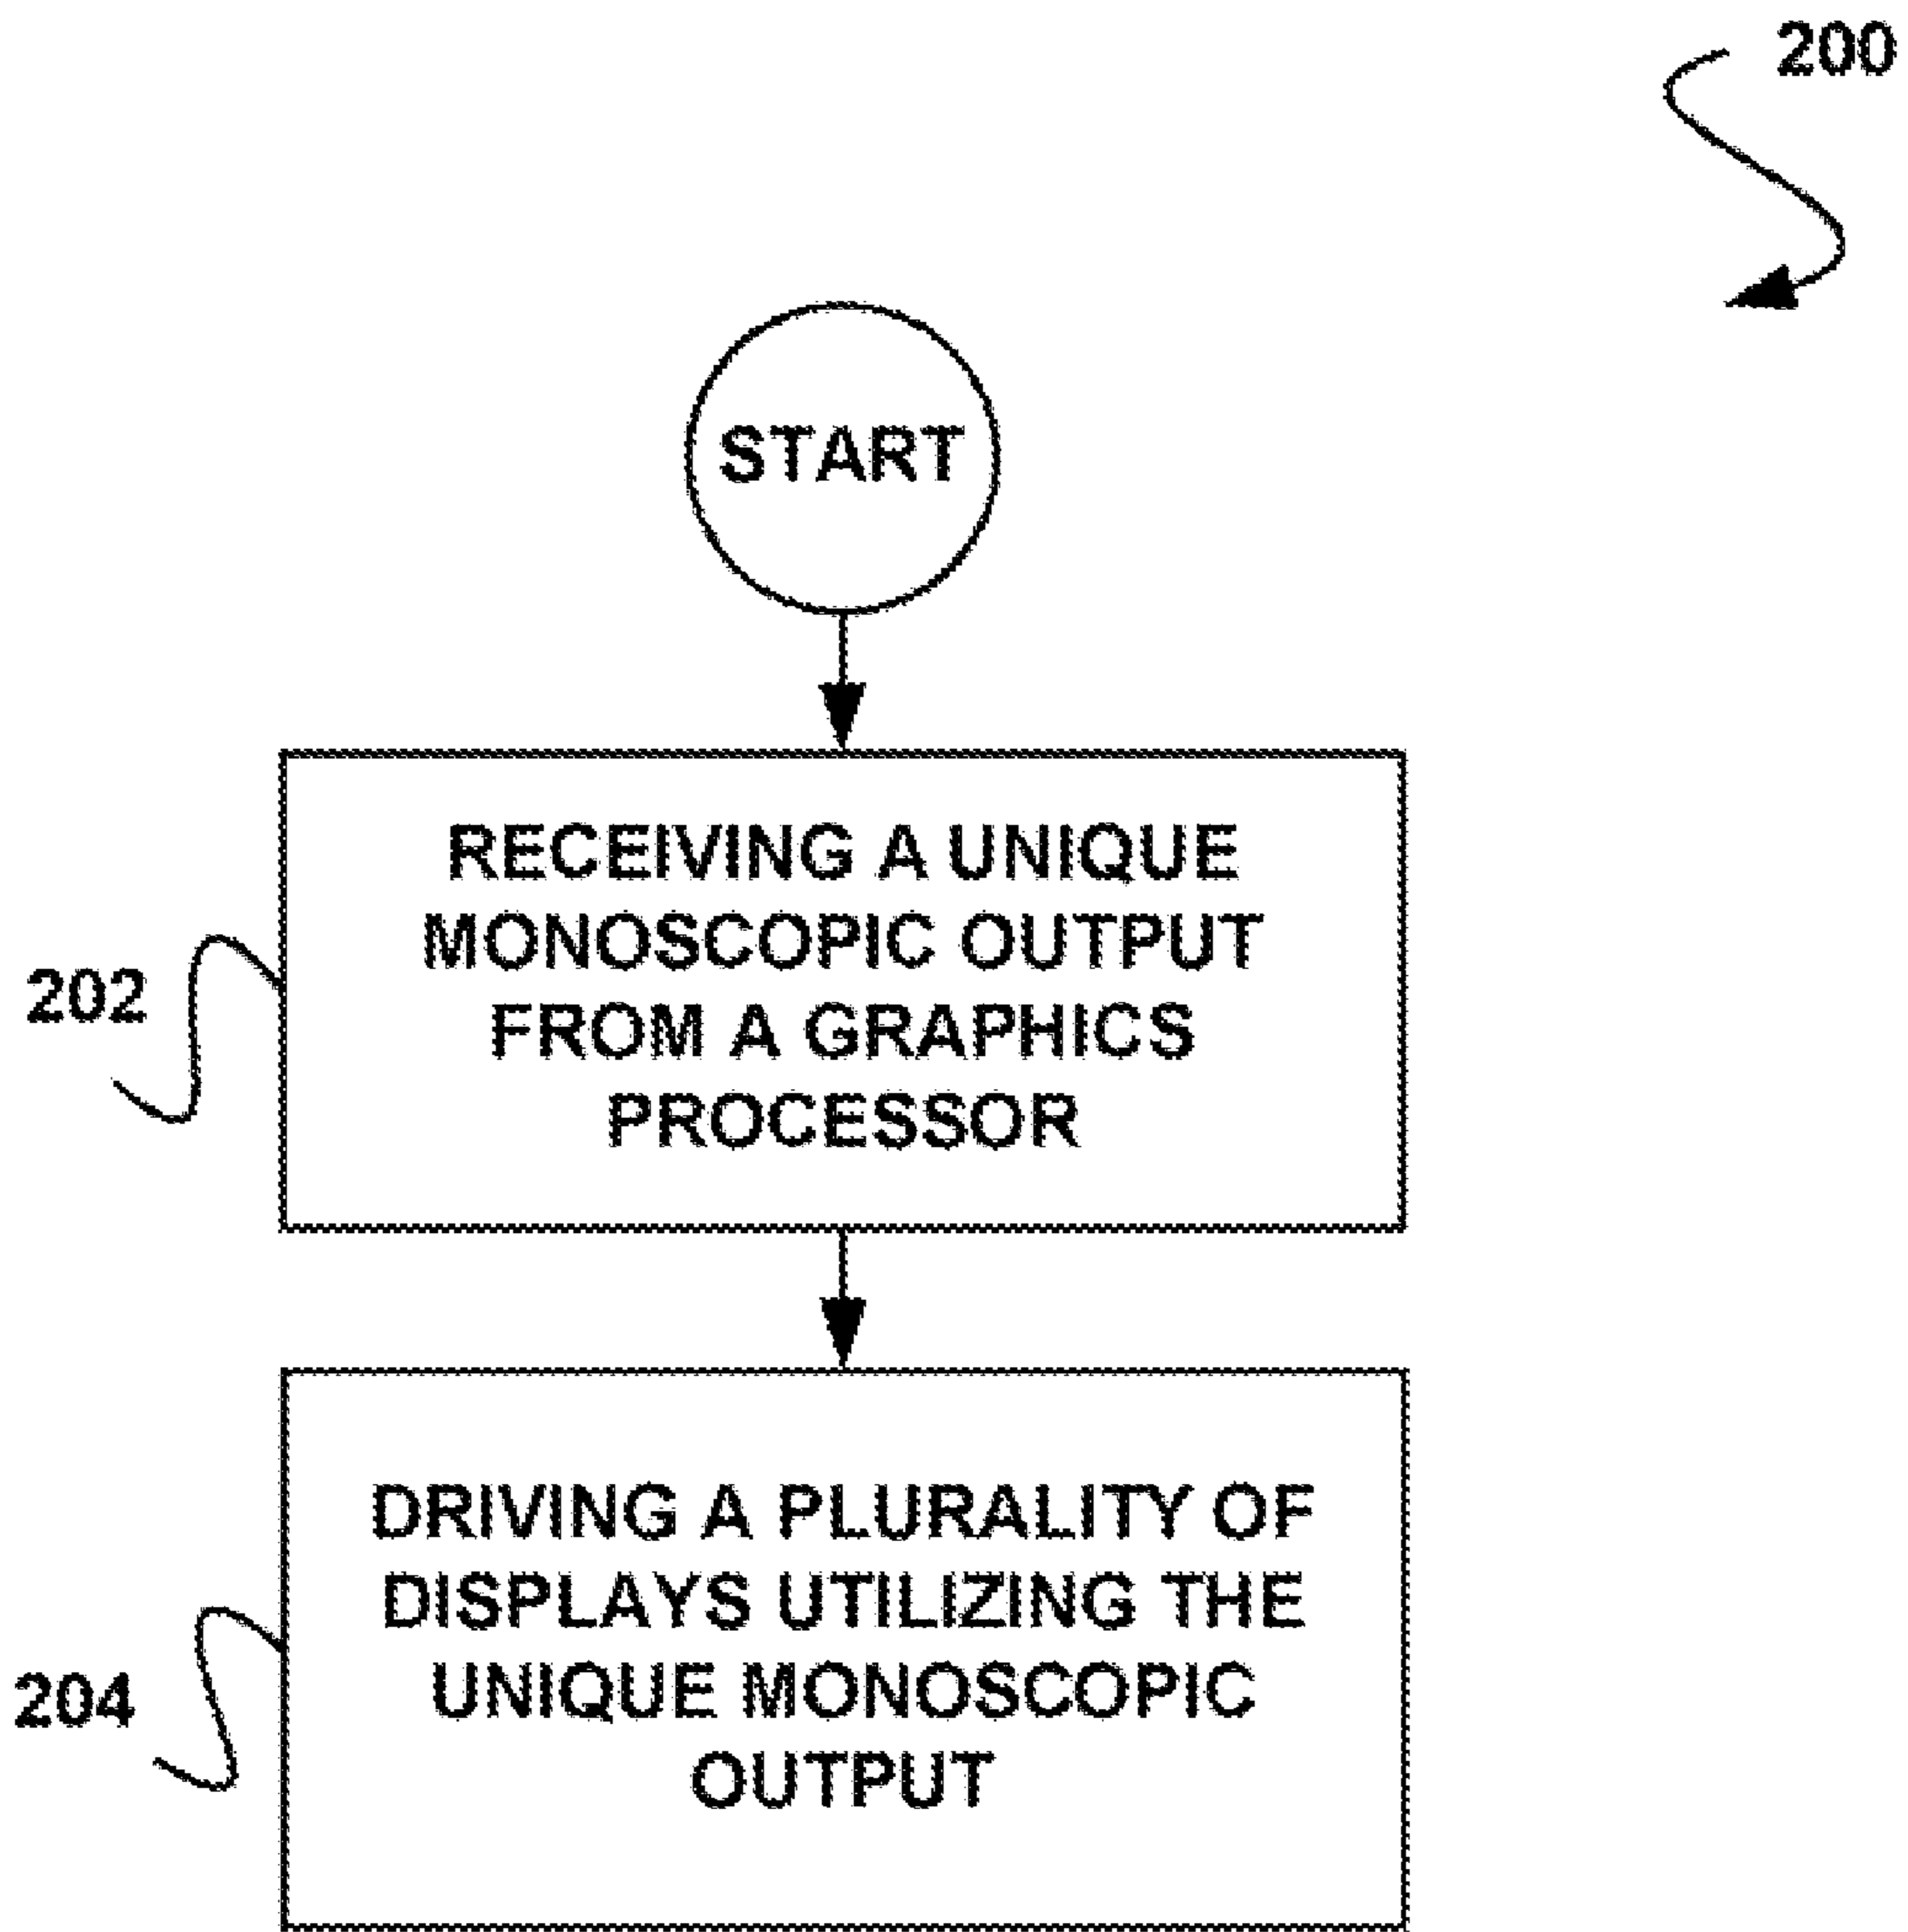 200
START
RECEIVING A UNIQUE
MONOSCOPIC OUTPUT
FROM A GRAPHICS
PROCESSOR
202
DRIVING A PLURALITY OF
DISPLAYS UTILIZING THE
UNIQUE MONOSCOPIC
OUTPUT
204